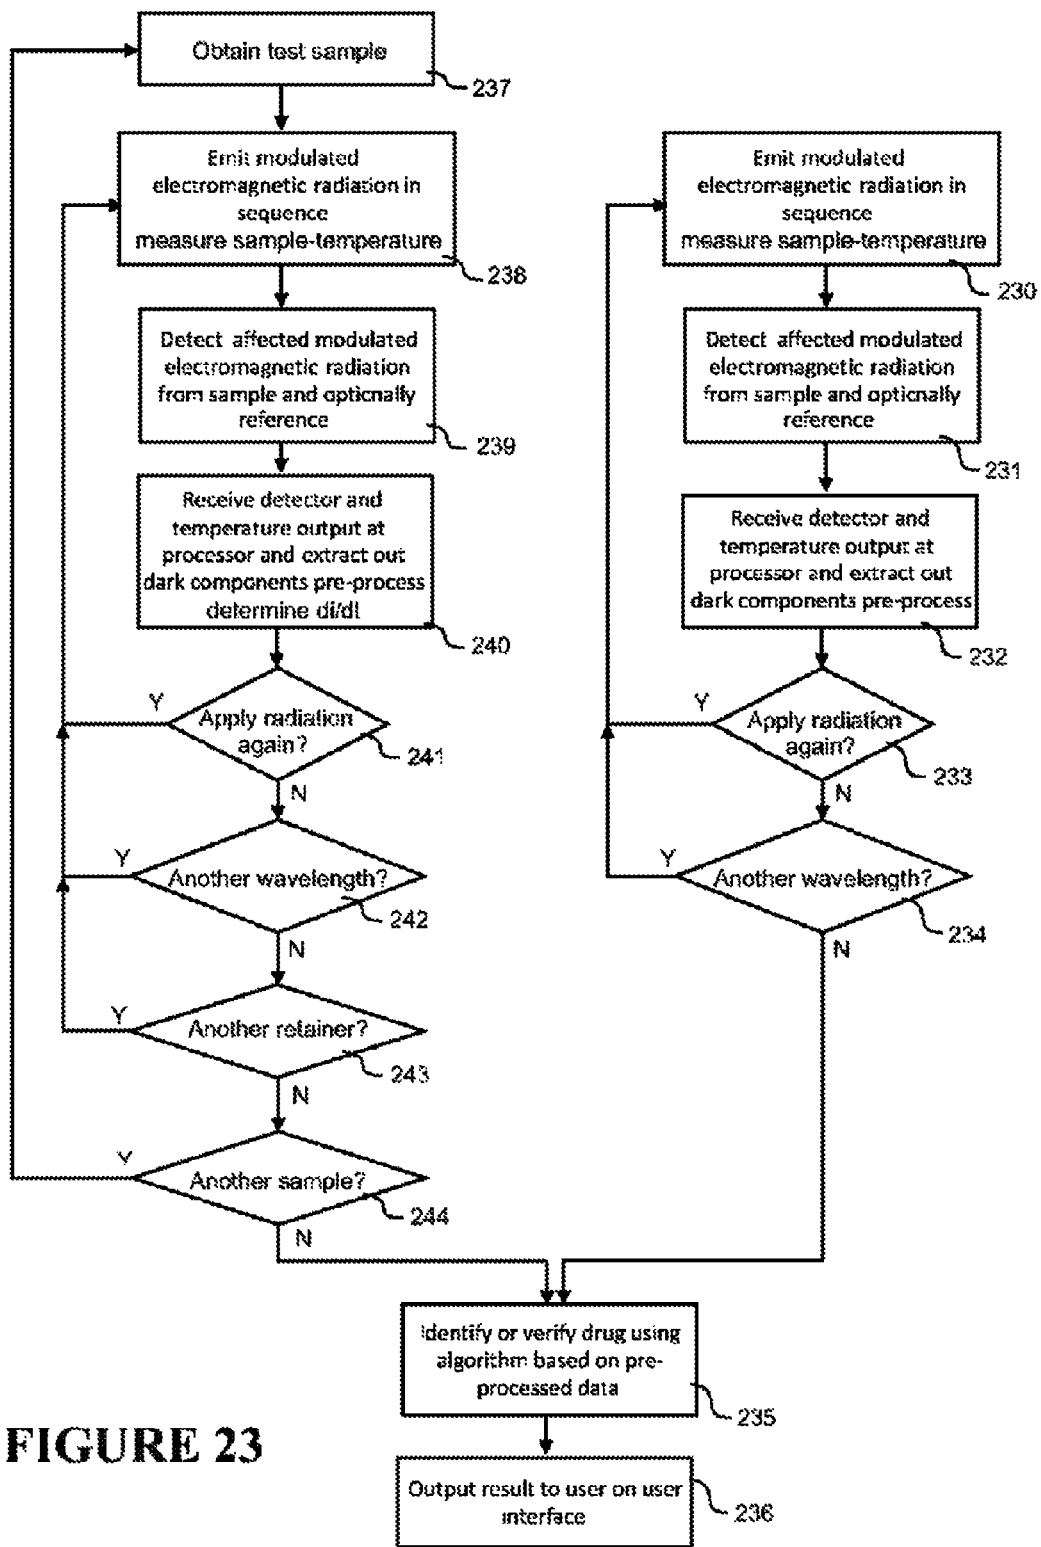 Obtain test sample
237
Emit modulated
electromagnetic radiation in
sequence
measure sample-temperature
238
Detect affected modulated
electromagnetic radiation
from sample and optionally
reference
239
Receive detector and
temperature output at
processor and extract out
dark components pre-process
determine di/dt
240
Y
Apply radiation
again?
241
N
Y
Another wavelength?
242
N
Y
Another retainer?
243
N
Y
Another sample?
244
N
Emit modulated
electromagnetic radiation in
sequence
measure sample-temperature
230
Detect affected modulated
electromagnetic radiation
from sample and optionally
reference
231
Receive detector and
temperature output at
processor and extract out
dark components pre-process
232
Y
Apply radiation
again?
233
N
Y
Another wavelength?
234
N
Identify or verify drug using
algorithm based on pre-
processed data
235
Output result to user on user
interface
236
FIGURE 23